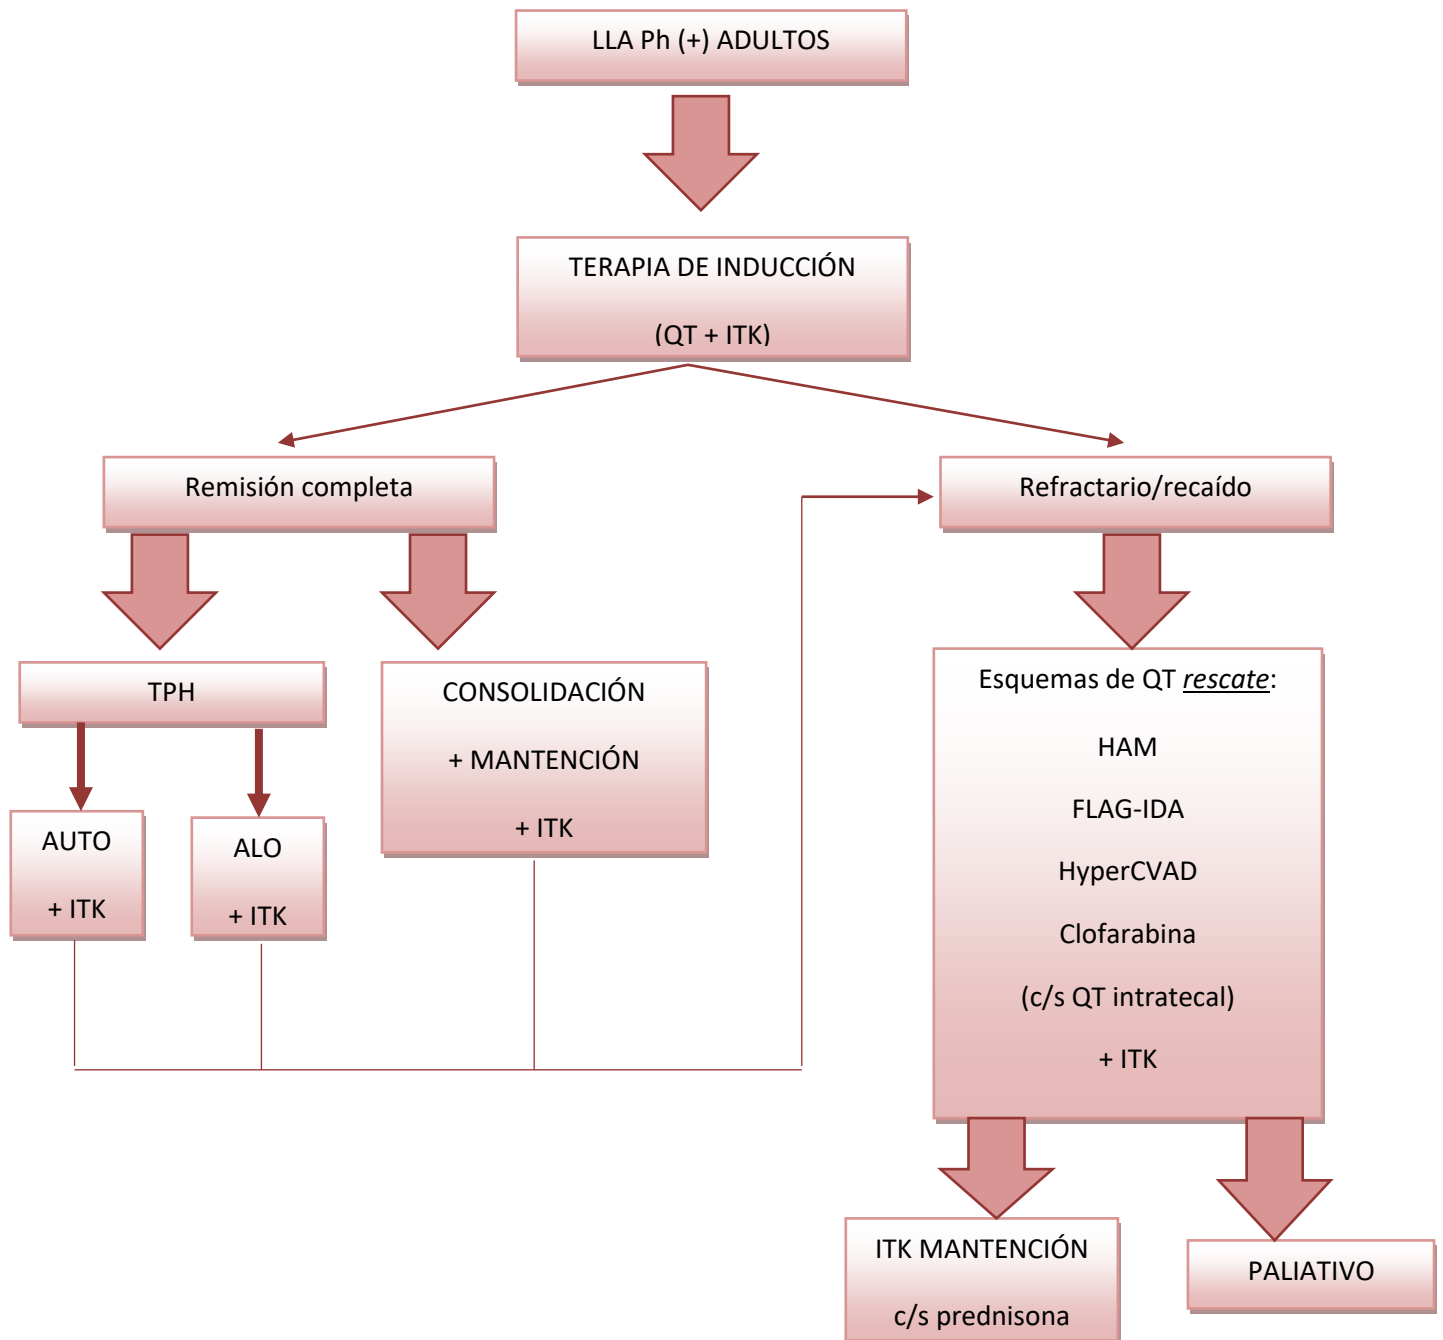 LLA Ph (+) ADULTOS
TERAPIA DE INDUCCIÓN
(QT + ITK)
Remisión completa
Refractario/recaído
TPH
CONSOLIDACIÓN
+ MANTENCIÓN
+ ITK
AUTO
+ ITK
ALO
+ ITK
Esquemas de QT rescate:
HAM
FLAG-IDA
HyperCVAD
Clofarabina
(c/s QT intratecal)
+ ITK
ITK MANTENCIÓN
c/s prednisona
PALIATIVO